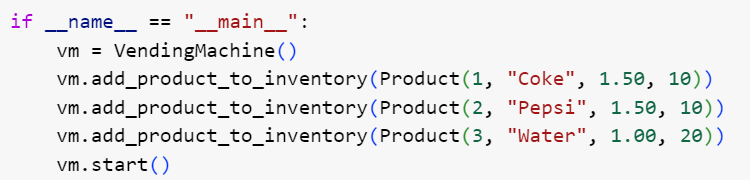 if __name__ == "__main__":
    vm = VendingMachine()
    vm.add_product_to_inventory(Product(1, "Coke", 1.50, 10))
    vm.add_product_to_inventory(Product(2, "Pepsi", 1.50, 10))
    vm.add_product_to_inventory(Product(3, "Water", 1.00, 20))
    vm.start()